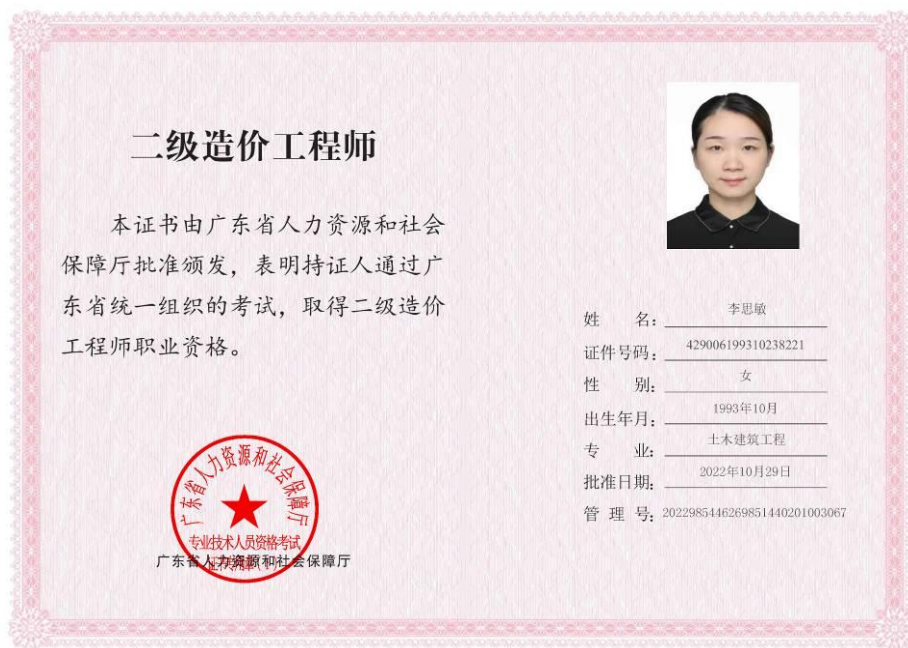 二级造价工程师
本证书由广东省人力资源和社会
保障厅批准颁发，表明持证人通过广
东省统一组织的考试，取得二级造价
工程师职业资格。
广东省人力资源和社会保障厅
专业技术人员资格考试
广东省人力资源和社会保障厅
姓 名： 李思敏
证件号码： 429006199310238221
性 别： 女
出生年月： 1993年10月
专 业： 土木建筑工程
批准日期： 2022年10月29日
管 理 号： 2022985446269851440201003067